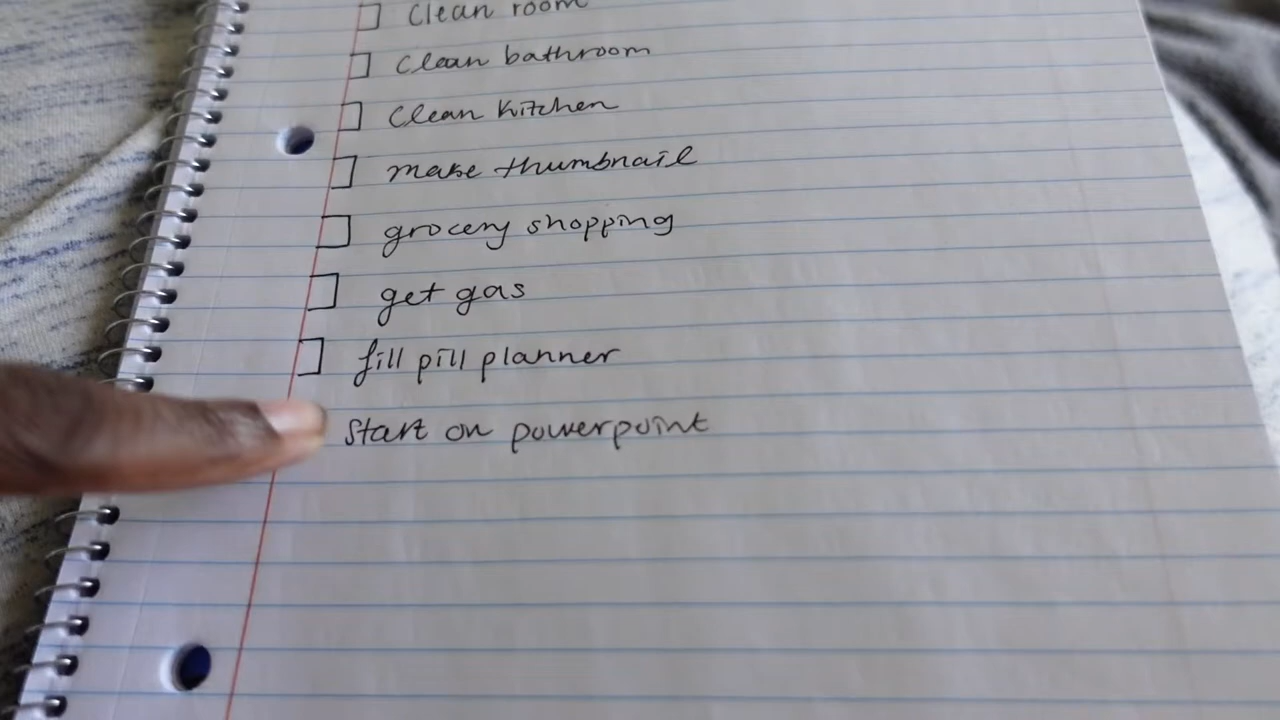 Clean room
Clean bathroom
Clean kitchen
make thumbnail
grocery shopping
get gas
fill pill planner
Start on powerpoint